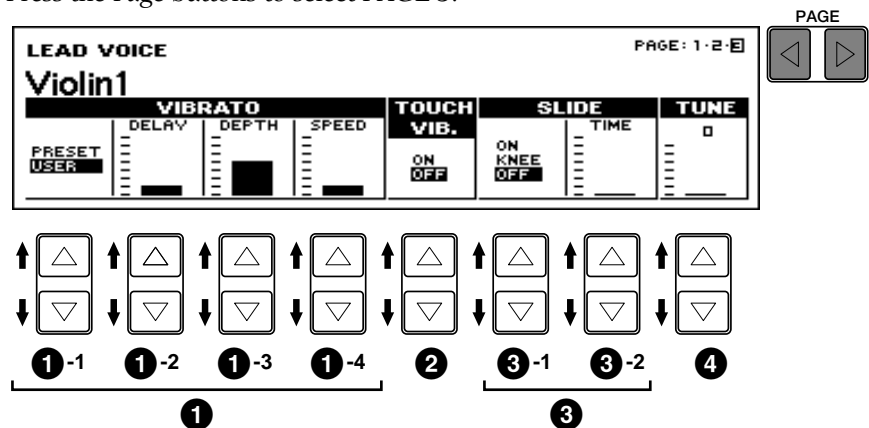 Press the Page buttons to select PAGE 3.
PAGE
LEAD VOICE
PAGE: 1·2·3
Violin1
VIBRATO TOUCH SLIDE TUNE
DELAY DEPTH SPEED VIB. TIME 0
PRESET ON ON
USER OFF KNEE
OFF
1-1 1-2 1-3 1-4 2 3-1 3-2 4
1 3